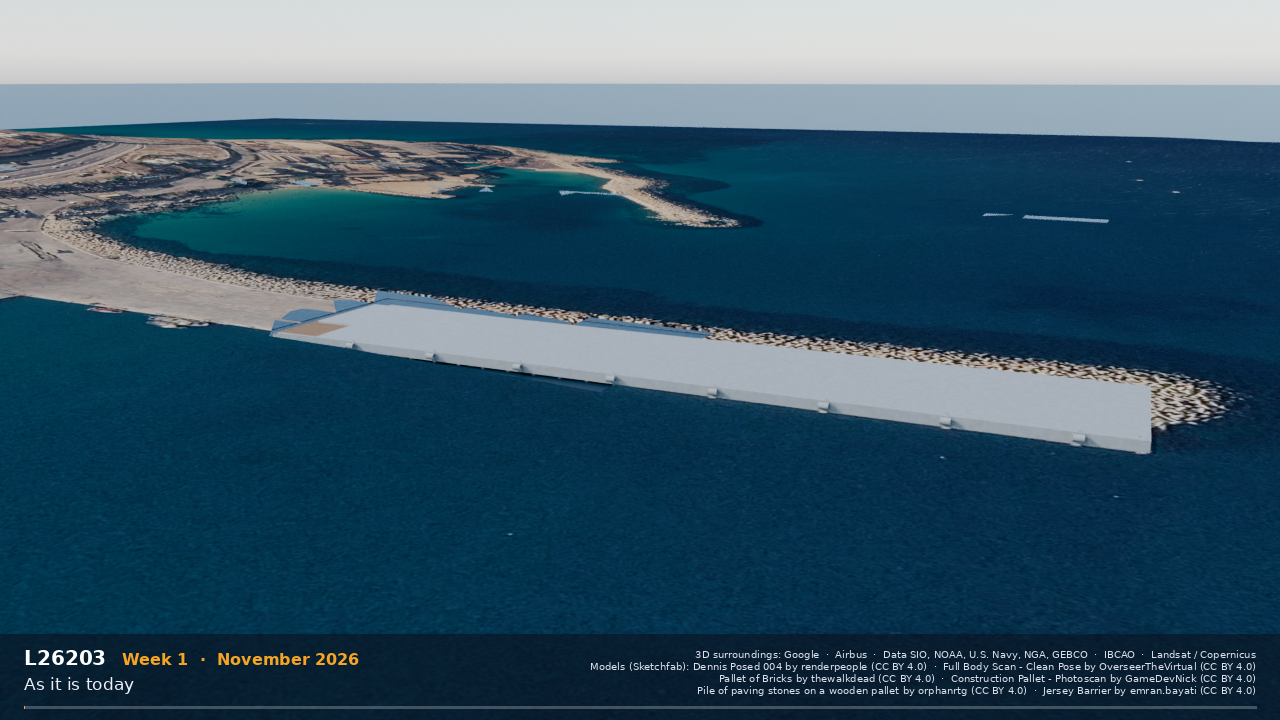 L26203 Week 1 · November 2026
As it is today
3D surroundings: Google · Airbus · Data SIO, NOAA, U.S. Navy, NGA, GEBCO · IBCAO · Landsat / Copernicus
Models (Sketchfab): Dennis Posed 004 by renderpeople (CC BY 4.0) · Full Body Scan - Clean Pose by OverseerTheVirtual (CC BY 4.0)
Pallet of Bricks by thewalkdead (CC BY 4.0) · Construction Pallet - Photoscan by GameDevNick (CC BY 4.0)
Pile of paving stones on a wooden pallet by orphanrtg (CC BY 4.0) · Jersey Barrier by emran.bayati (CC BY 4.0)